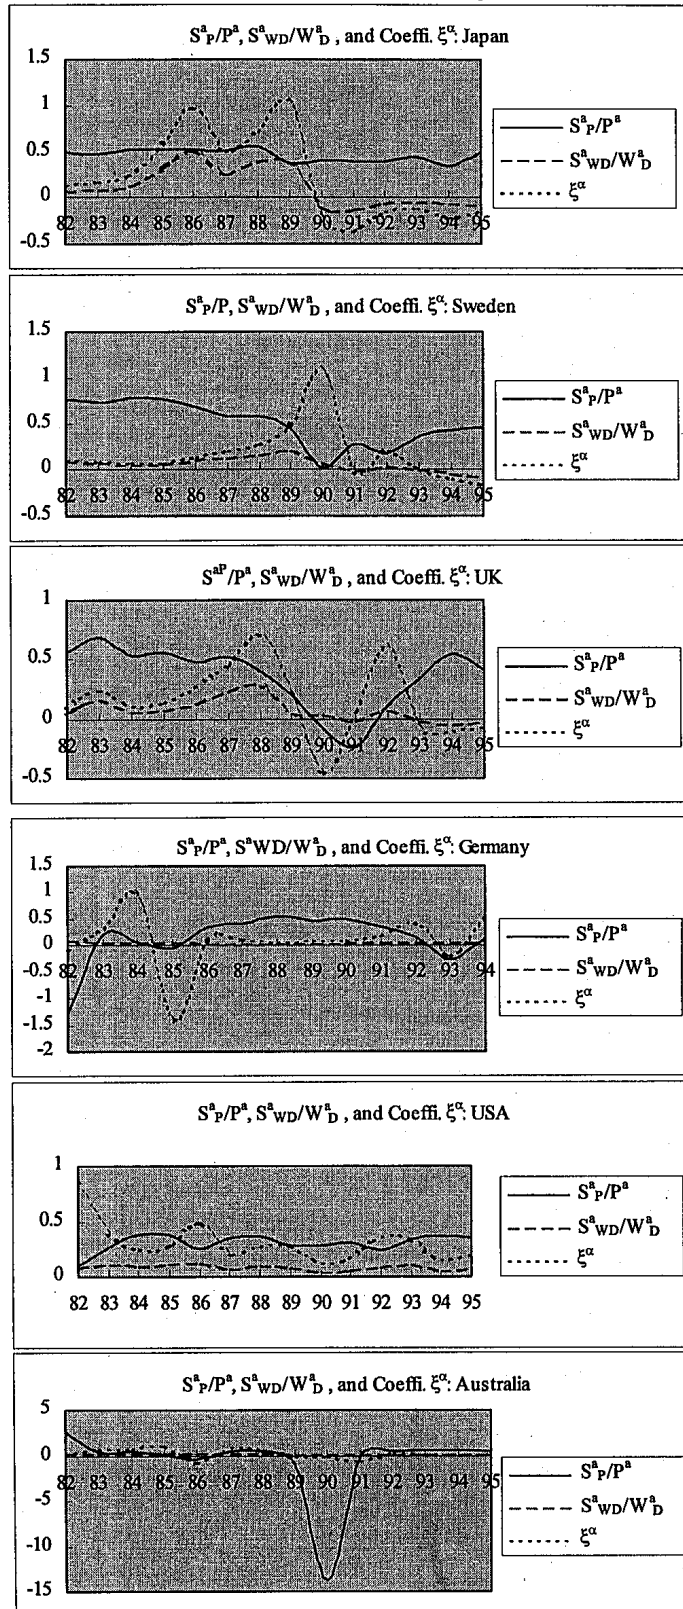 S^a_P/P^a, S^a_WD/W^a_D, and Coeffi. ξ^α: Japan
1.5
1
0.5
0
-0.5
82 83 84 85 86 87 88 89 90 91 92 93 94 95
S^a_P/P^a
S^a_WD/W^a_D
ξ^α
S^a_P/P, S^a_WD/W^a_D, and Coeffi. ξ^α: Sweden
1.5
1
0.5
0
-0.5
82 83 84 85 86 87 88 89 90 91 92 93 94 95
S^a_P/P^a
S^a_WD/W^a_D
ξ^α
S^aP/P^a, S^a_WD/W^a_D, and Coeffi. ξ^α: UK
1
0.5
0
-0.5
82 83 84 85 86 87 88 89 90 91 92 93 94 95
S^a_P/P^a
S^a_WD/W^a_D
ξ^α
S^a_P/P^a, S^aWD/W^a_D, and Coeffi. ξ^α: Germany
1.5
1
0.5
0
-0.5
-1
-1.5
-2
82 83 84 85 86 87 88 89 90 91 92 93 94
S^a_P/P^a
S^a_WD/W^a_D
ξ^α
S^a_P/P^a, S^a_WD/W^a_D, and Coeffi. ξ^α: USA
1
0.5
0
82 83 84 85 86 87 88 89 90 91 92 93 94 95
S^a_P/P^a
S^a_WD/W^a_D
ξ^α
S^a_P/P^a, S^a_WD/W^a_D, and Coeffi. ξ^α: Australia
5
0
-5
-10
-15
82 83 84 85 86 87 88 89 90 91 92 93 94 95
S^a_P/P^a
S^a_WD/W^a_D
ξ^α